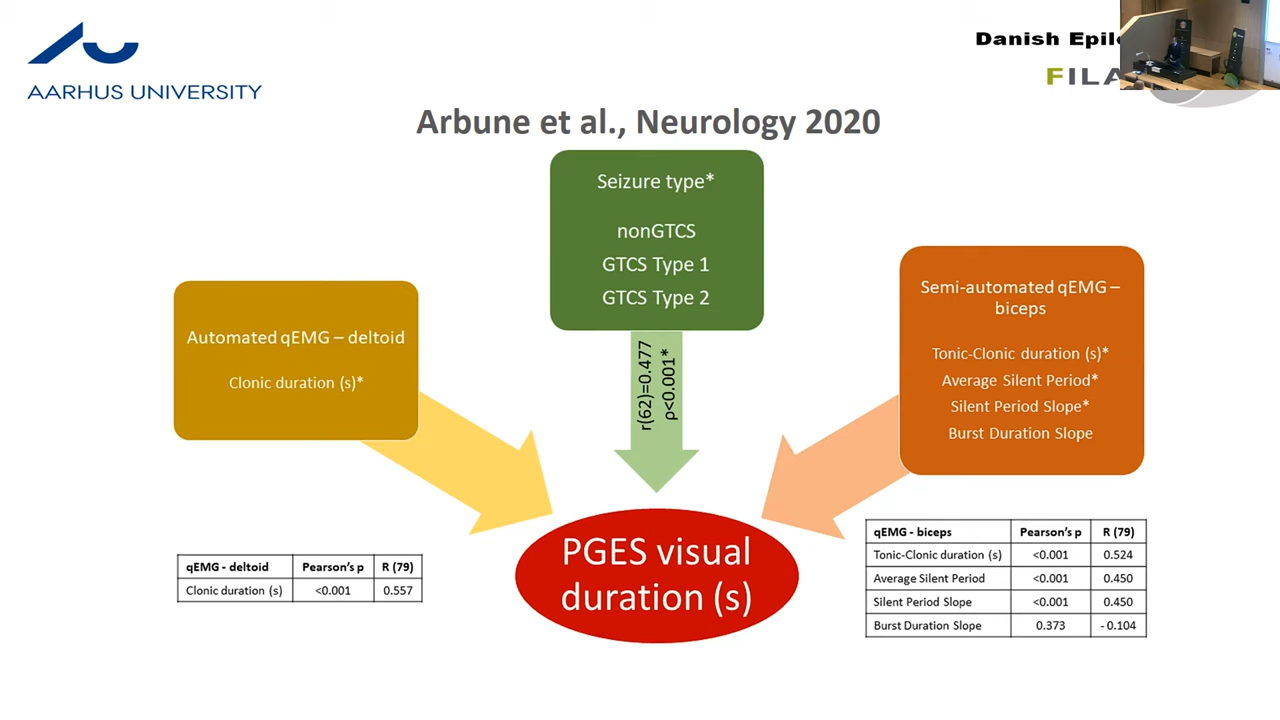 AARHUS UNIVERSITY
Danish Epil
FILA
Arbune et al., Neurology 2020
Seizure type*
nonGTCS
GTCS Type 1
GTCS Type 2
r(62)=0.477
ρ<0.001*
Automated qEMG – deltoid
Clonic duration (s)*
Semi-automated qEMG –
biceps
Tonic-Clonic duration (s)*
Average Silent Period*
Silent Period Slope*
Burst Duration Slope
PGES visual
duration (s)
qEMG - deltoid Pearson's p R (79)
Clonic duration (s) <0.001 0.557
qEMG - biceps Pearson's p R (79)
Tonic-Clonic duration (s) <0.001 0.524
Average Silent Period <0.001 0.450
Silent Period Slope <0.001 0.450
Burst Duration Slope 0.373 - 0.104